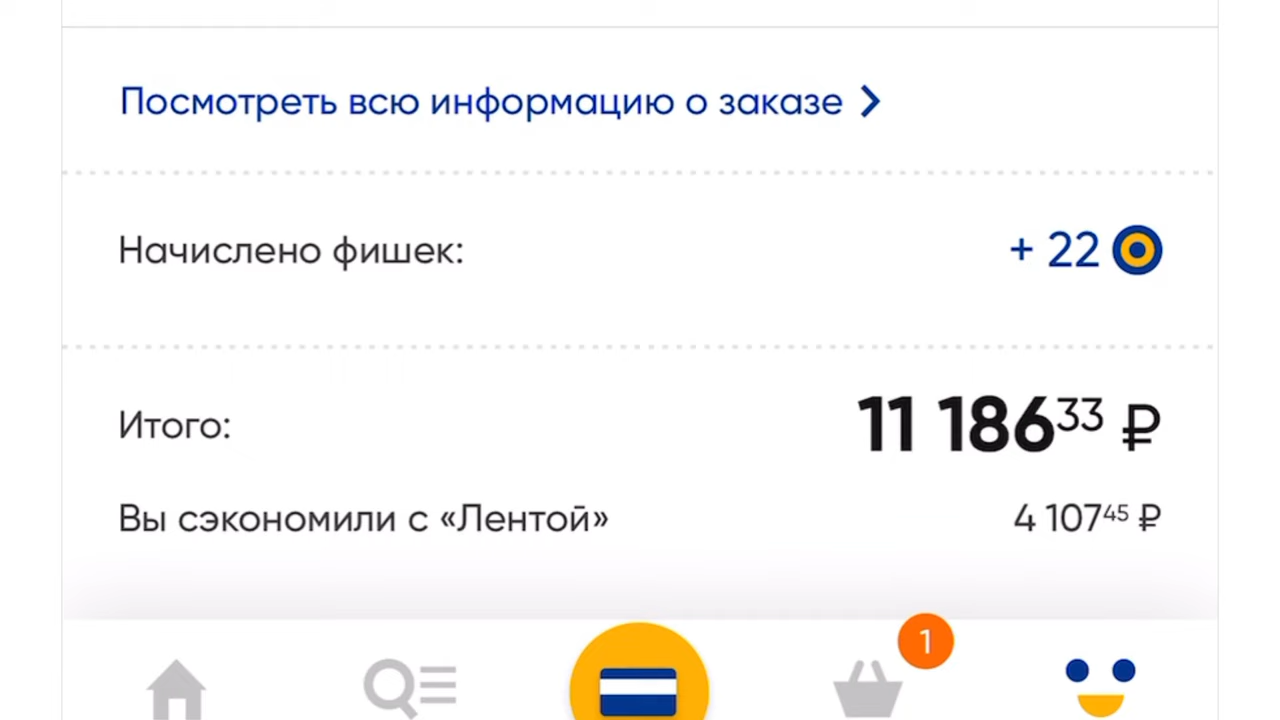 Посмотреть всю информацию о заказе
Начислено фишек: + 22
Итого: 11 186³³ ₽
Вы сэкономили с «Лентой» 4 107⁴⁵ ₽
1